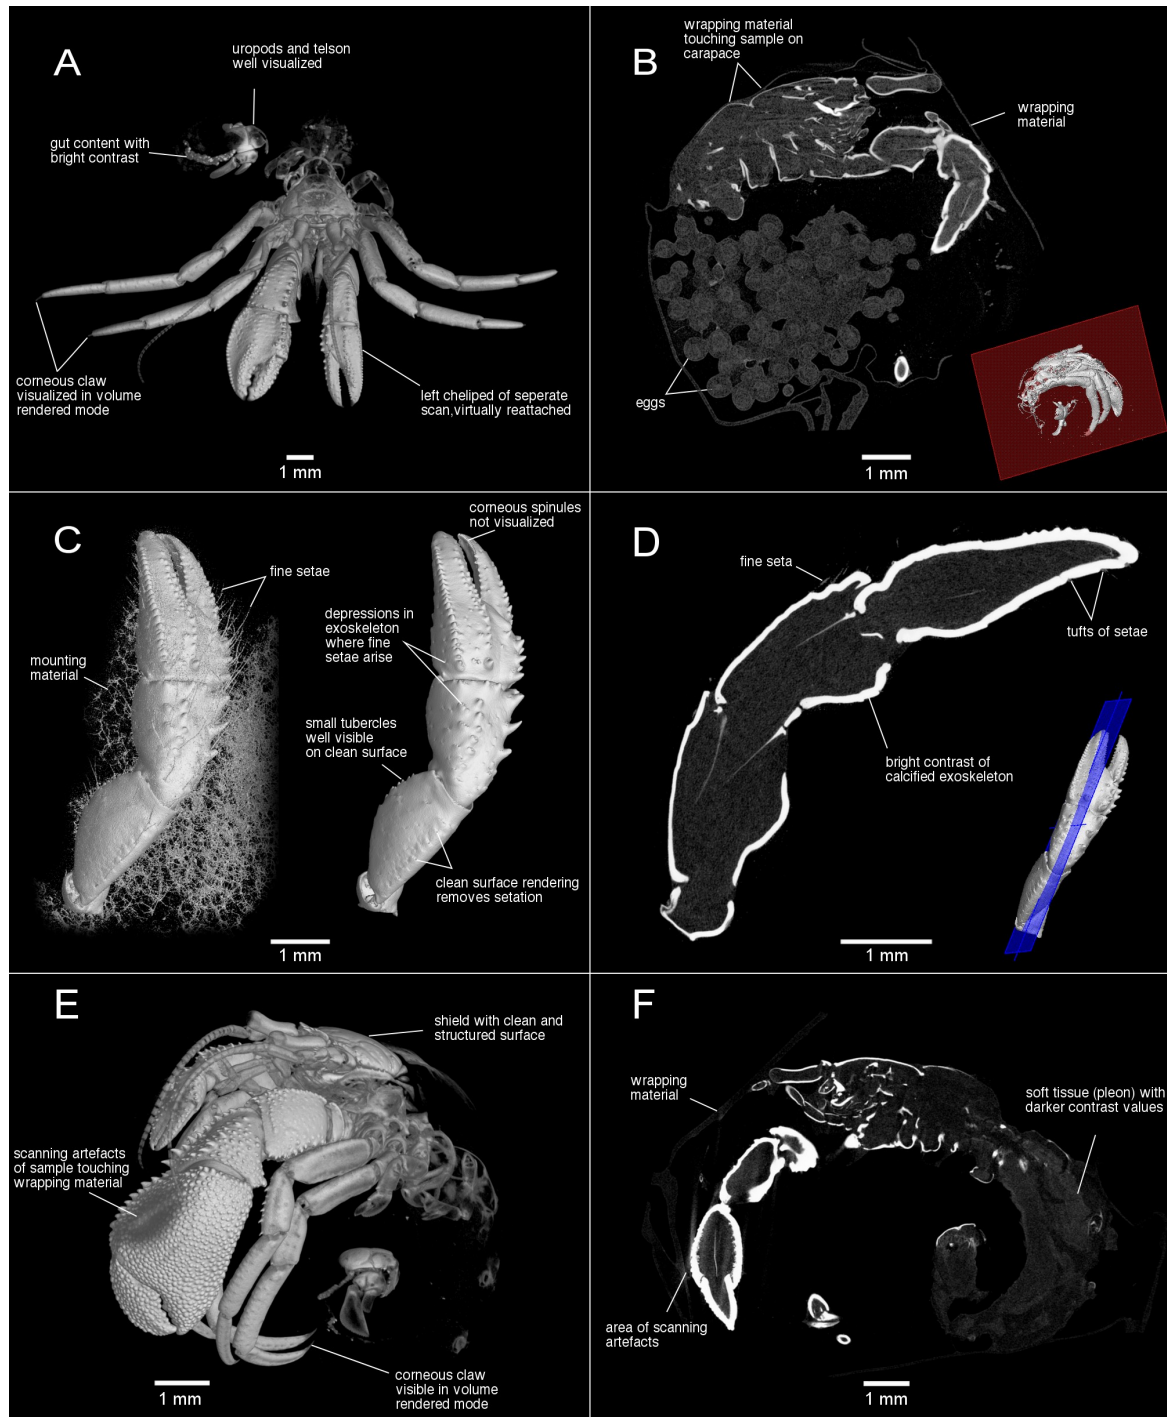 A
uropods and telson
well visualized
gut content with
bright contrast
corneous claw
visualized in volume
rendered mode
left cheliped of seperate
scan,virtually reattached
1 mm
B
wrapping material
touching sample on
carapace
wrapping
material
eggs
1 mm
C
corneous spinules
not visualized
fine setae
depressions in
exoskeleton
where fine
setae arise
mounting
material
small tubercles
well visible
on clean surface
clean surface rendering
removes setation
1 mm
D
fine seta
tufts of setae
bright contrast of
calcified exoskeleton
1 mm
E
shield with clean and
structured surface
scanning artefacts
of sample touching
wrapping material
corneous claw
visible in volume
rendered mode
1 mm
F
wrapping
material
soft tissue (pleon) with
darker contrast values
area of scanning
artefacts
1 mm